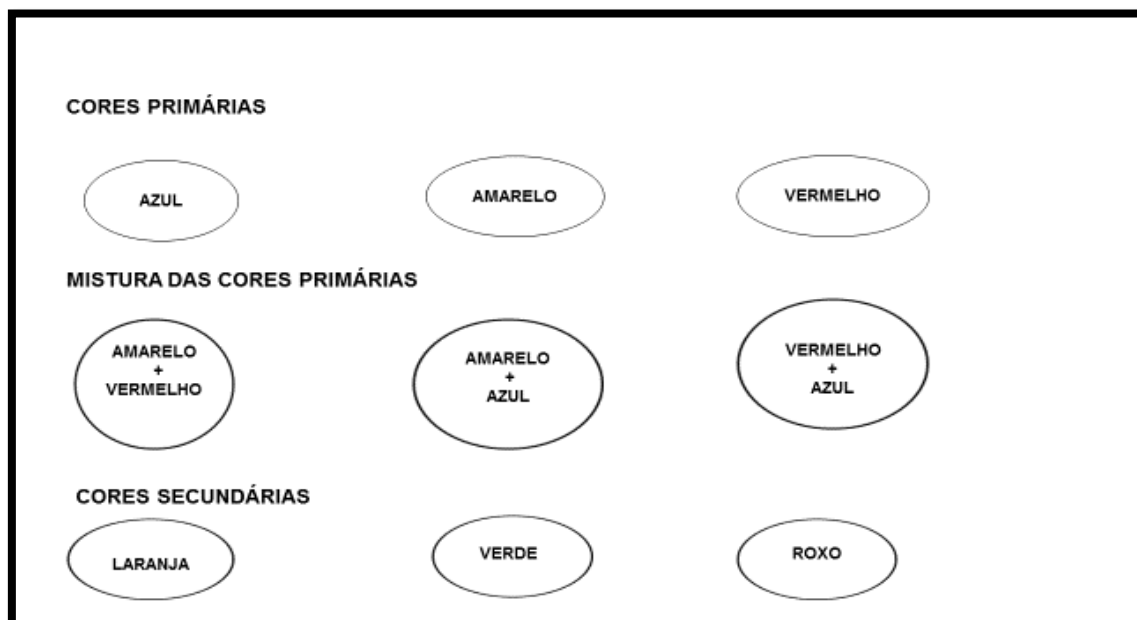 CORES PRIMÁRIAS
AZUL
AMARELO
VERMELHO
MISTURA DAS CORES PRIMÁRIAS
AMARELO
+
VERMELHO
AMARELO
+
AZUL
VERMELHO
+
AZUL
CORES SECUNDÁRIAS
LARANJA
VERDE
ROXO